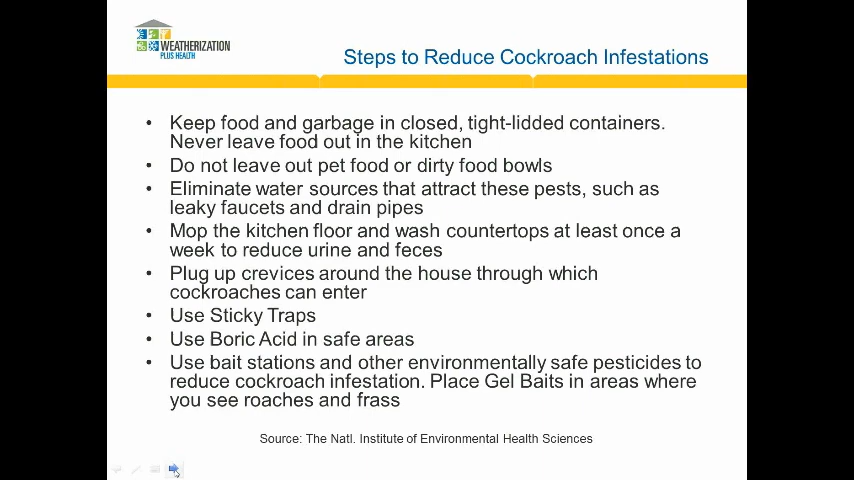 WEATHERIZATION
PLUS HEALTH
Steps to Reduce Cockroach Infestations
• Keep food and garbage in closed, tight-lidded containers.
Never leave food out in the kitchen
• Do not leave out pet food or dirty food bowls
• Eliminate water sources that attract these pests, such as
leaky faucets and drain pipes
• Mop the kitchen floor and wash countertops at least once a
week to reduce urine and feces
• Plug up crevices around the house through which
cockroaches can enter
• Use Sticky Traps
• Use Boric Acid in safe areas
• Use bait stations and other environmentally safe pesticides to
reduce cockroach infestation. Place Gel Baits in areas where
you see roaches and frass
Source: The Natl. Institute of Environmental Health Sciences